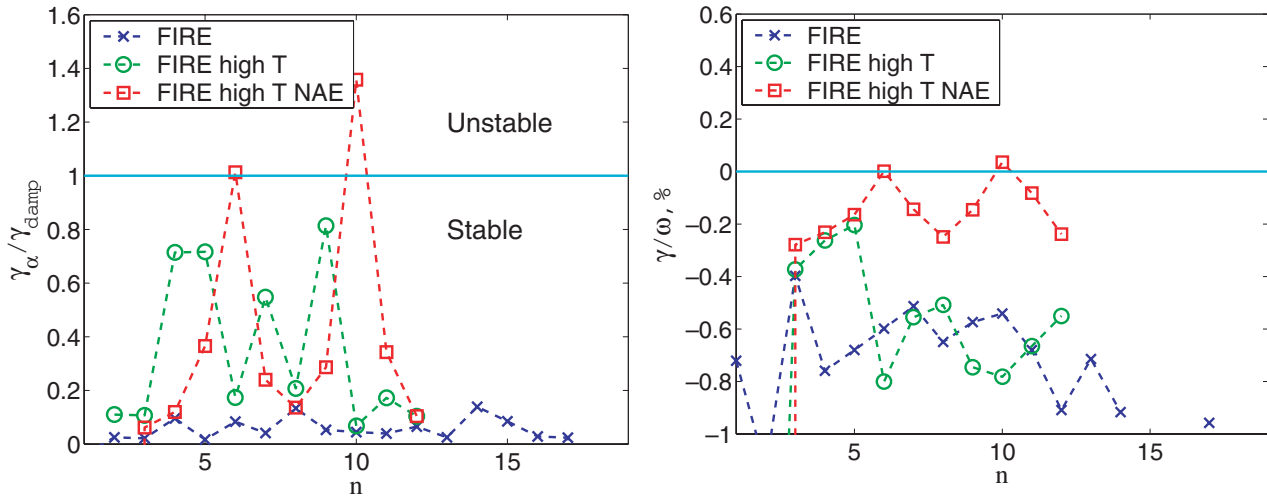 FIRE
FIRE high T
FIRE high T NAE
Unstable
Stable
1.6
1.4
1.2
1
0.8
0.6
0.4
0.2
0
γα/γdamp
5
10
15
n
FIRE
FIRE high T
FIRE high T NAE
0.6
0.4
0.2
0
−0.2
−0.4
−0.6
−0.8
−1
γ/ω, %
5
10
15
n